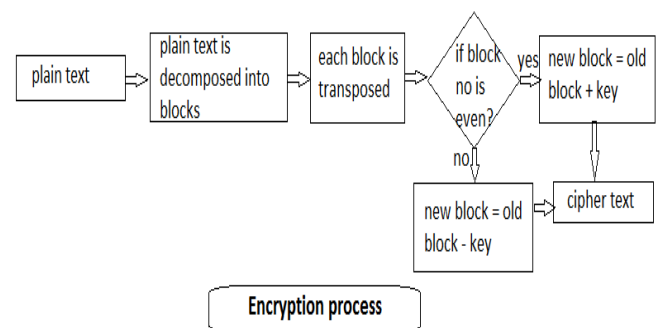 plain text
plain text is
decomposed into
blocks
each block is
transposed
if block
no is
even?
yes
new block = old
block + key
no
new block = old
block - key
cipher text
Encryption process